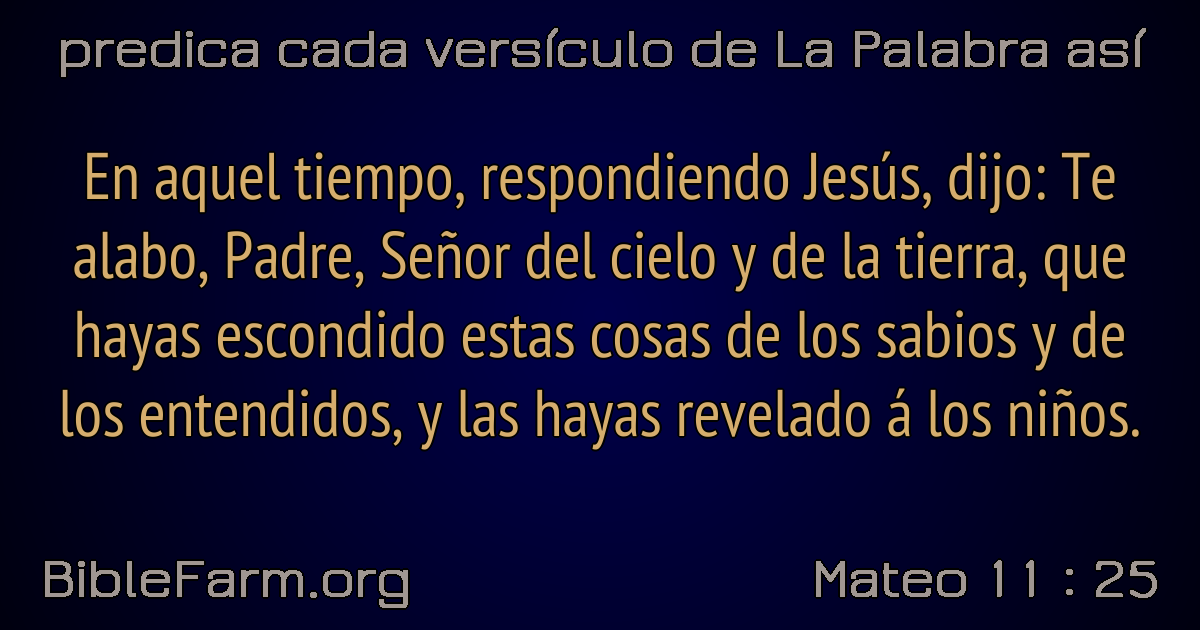 predica cada versículo de La Palabra así
En aquel tiempo, respondiendo Jesús, dijo: Te
alabo, Padre, Señor del cielo y de la tierra, que
hayas escondido estas cosas de los sabios y de
los entendidos, y las hayas revelado á los niños.
BibleFarm.org
Mateo 11 : 25